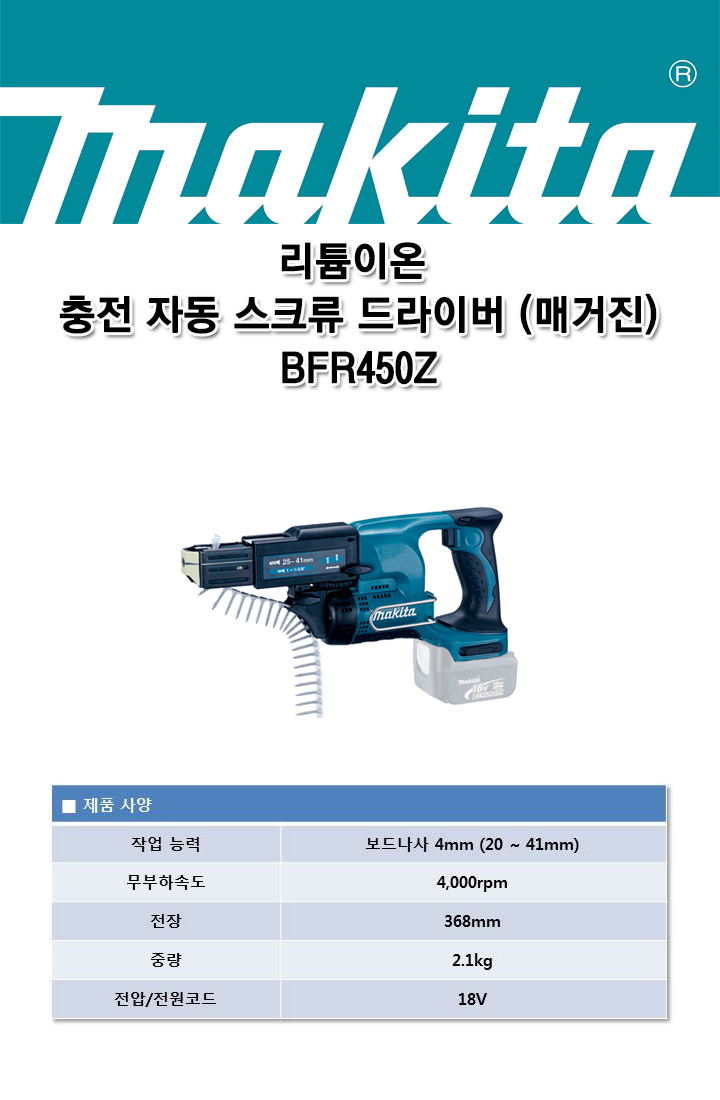 makita®
리튬이온
충전 자동 스크류 드라이버 (매거진)
BFR450Z
25~41mm
makita
makita
18V
■ 제품 사양
작업 능력 보드나사 4mm (20 ~ 41mm)
무부하속도 4,000rpm
전장 368mm
중량 2.1kg
전압/전원코드 18V